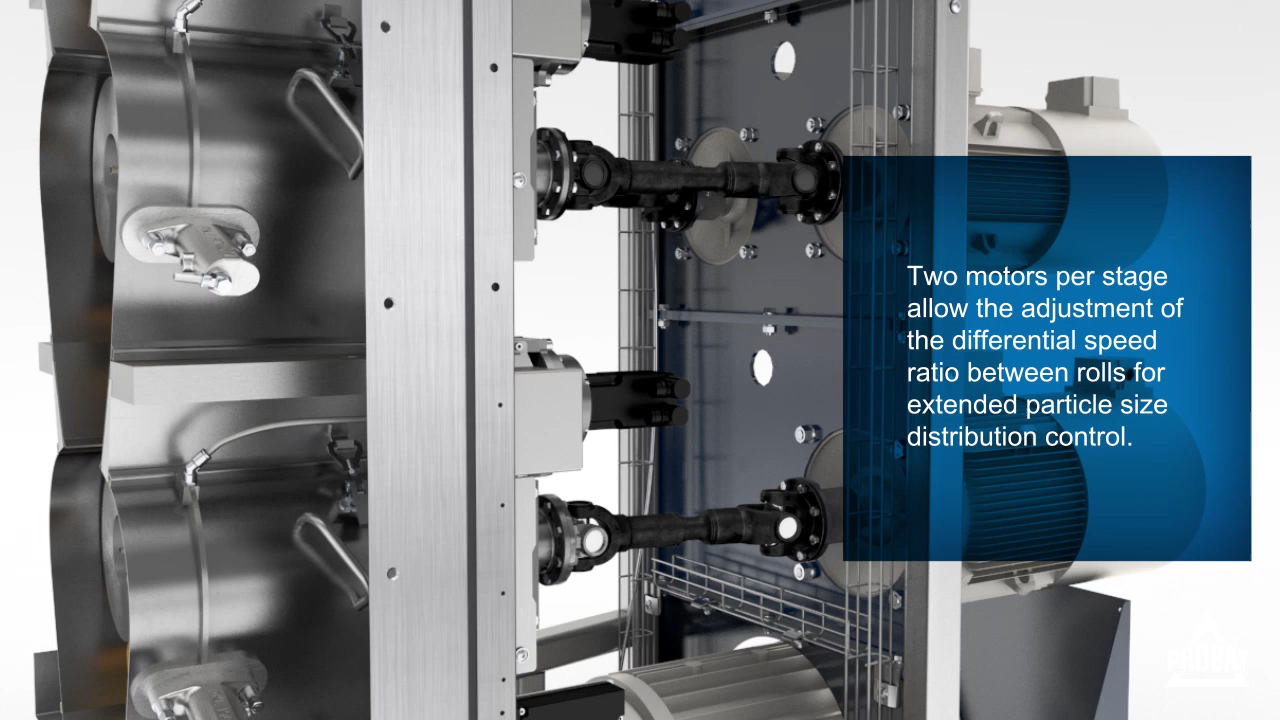 Two motors per stage
allow the adjustment of
the differential speed
ratio between rolls for
extended particle size
distribution control.
PROBAT